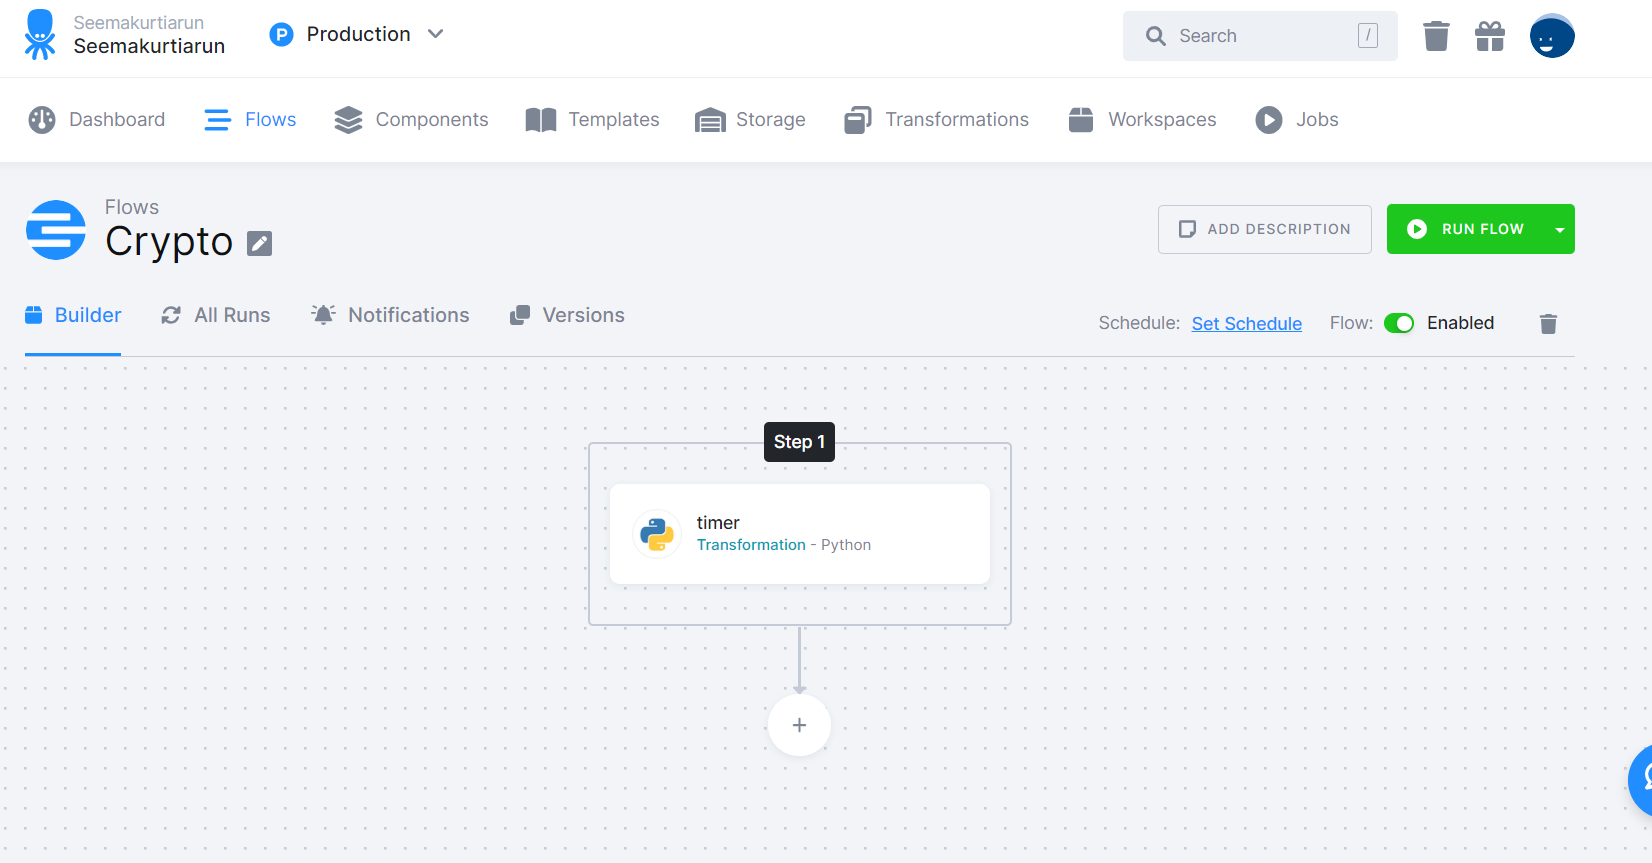 Seemakurtiarun
Seemakurtiarun
P Production
Search /
Dashboard Flows Components Templates Storage Transformations Workspaces Jobs
Flows
Crypto
ADD DESCRIPTION RUN FLOW
Builder All Runs Notifications Versions
Schedule: Set Schedule Flow: Enabled
Step 1
timer
Transformation - Python
+